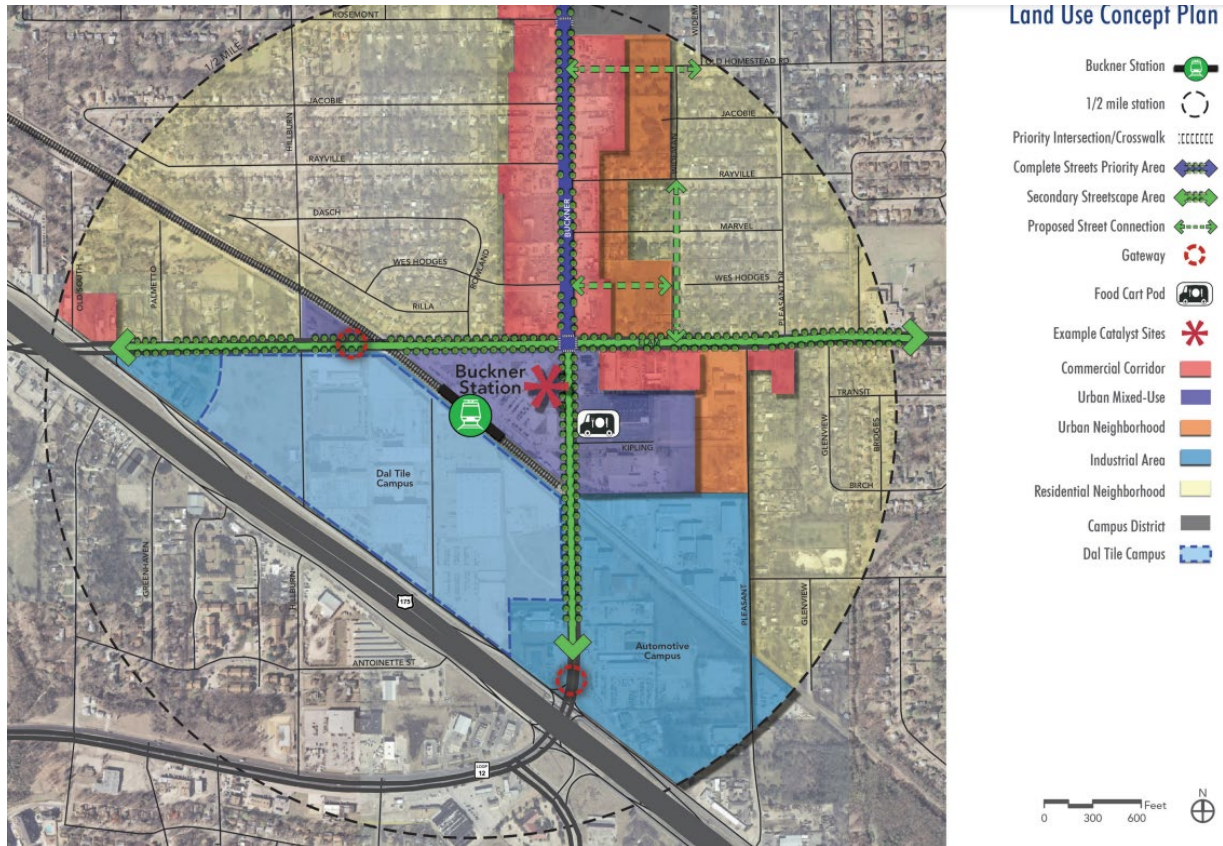 Land Use Concept Plan
Buckner Station
1/2 mile station
Priority Intersection/Crosswalk
Complete Streets Priority Area
Secondary Streetscape Area
Proposed Street Connection
Gateway
Food Cart Pod
Example Catalyst Sites
Commercial Corridor
Urban Mixed-Use
Urban Neighborhood
Industrial Area
Residential Neighborhood
Campus District
Dal Tile Campus
Feet
0 300 600
N
ROSEMONT
1/2 MILE
OLD HOMESTEAD RD
JACOBIE
JACOBIE
HILLBURN
RAYVILLE
RAYVILLE
BUCKNER
DASCH
MARVEL
WES HODGES
WES HODGES
ROWLAND
RILLA
OLD SOUTH
PALMETTO
PLEASANT DR
Buckner
Station
TRANSIT
GLENVIEW
BRIDGES
KIPLING
BIRCH
Dal Tile
Campus
GREENHAVEN
HILLBURN
175
PLEASANT
GLENVIEW
ANTOINETTE ST
Automotive
Campus
LOOP
12